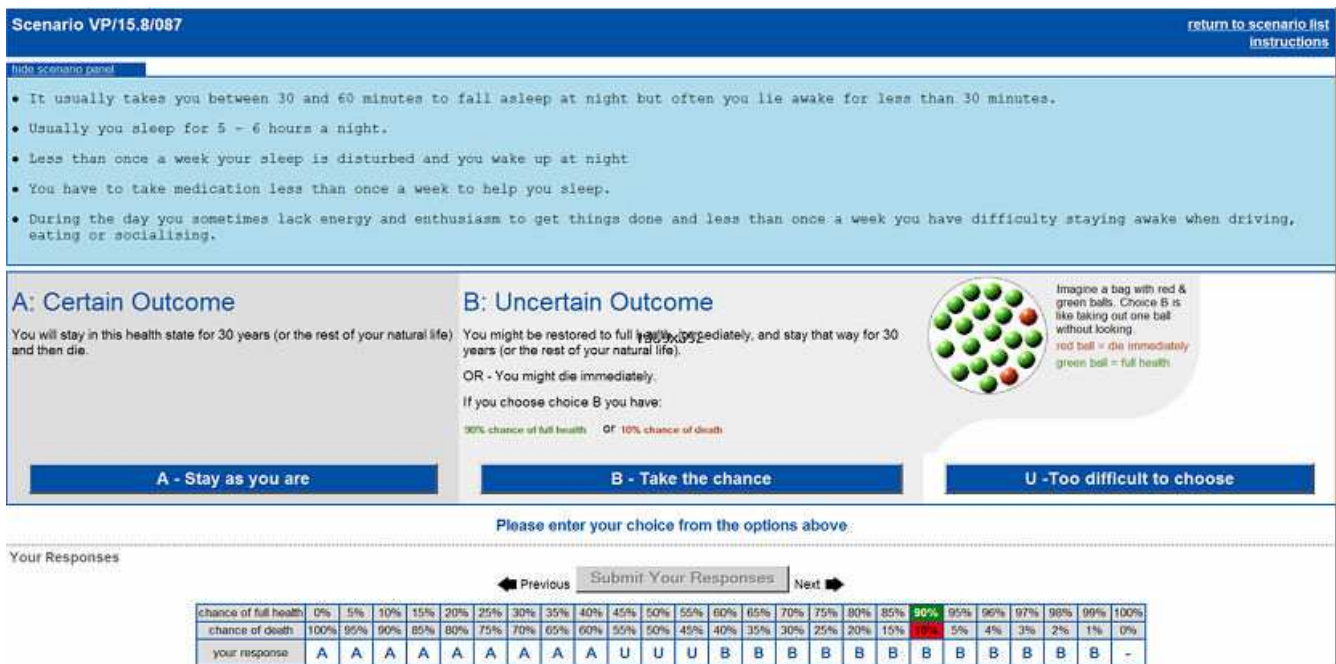 Scenario VP/15.8/087
return to scenario list
instructions
hide scenario panel
• It usually takes you between 30 and 60 minutes to fall asleep at night but often you lie awake for less than 30 minutes.
• Usually you sleep for 5 - 6 hours a night.
• Less than once a week your sleep is disturbed and you wake up at night
• You have to take medication less than once a week to help you sleep.
• During the day you sometimes lack energy and enthusiasm to get things done and less than once a week you have difficulty staying awake when driving,
eating or socialising.
A: Certain Outcome
You will stay in this health state for 30 years (or the rest of your natural life)
and then die.
B: Uncertain Outcome
You might be restored to full immediately, and stay that way for 30
years (or the rest of your natural life).
OR - You might die immediately.
If you choose choice B you have:
90% chance of full health or 10% chance of death
Imagine a bag with red &
green balls. Choice B is
like taking out one ball
without looking.
red ball = die immediately
green ball = full health
A - Stay as you are
B - Take the chance
U -Too difficult to choose
Please enter your choice from the options above
Your Responses
Previous Submit Your Responses Next
chance of full health 0% 5% 10% 15% 20% 25% 30% 35% 40% 45% 50% 55% 60% 65% 70% 75% 80% 85% 90% 95% 96% 97% 98% 99% 100%
chance of death 100% 95% 90% 85% 80% 75% 70% 65% 60% 55% 50% 45% 40% 35% 30% 25% 20% 15% 10% 5% 4% 3% 2% 1% 0%
your response A A A A A A A A A U U U B B B B B B B B B B B B -